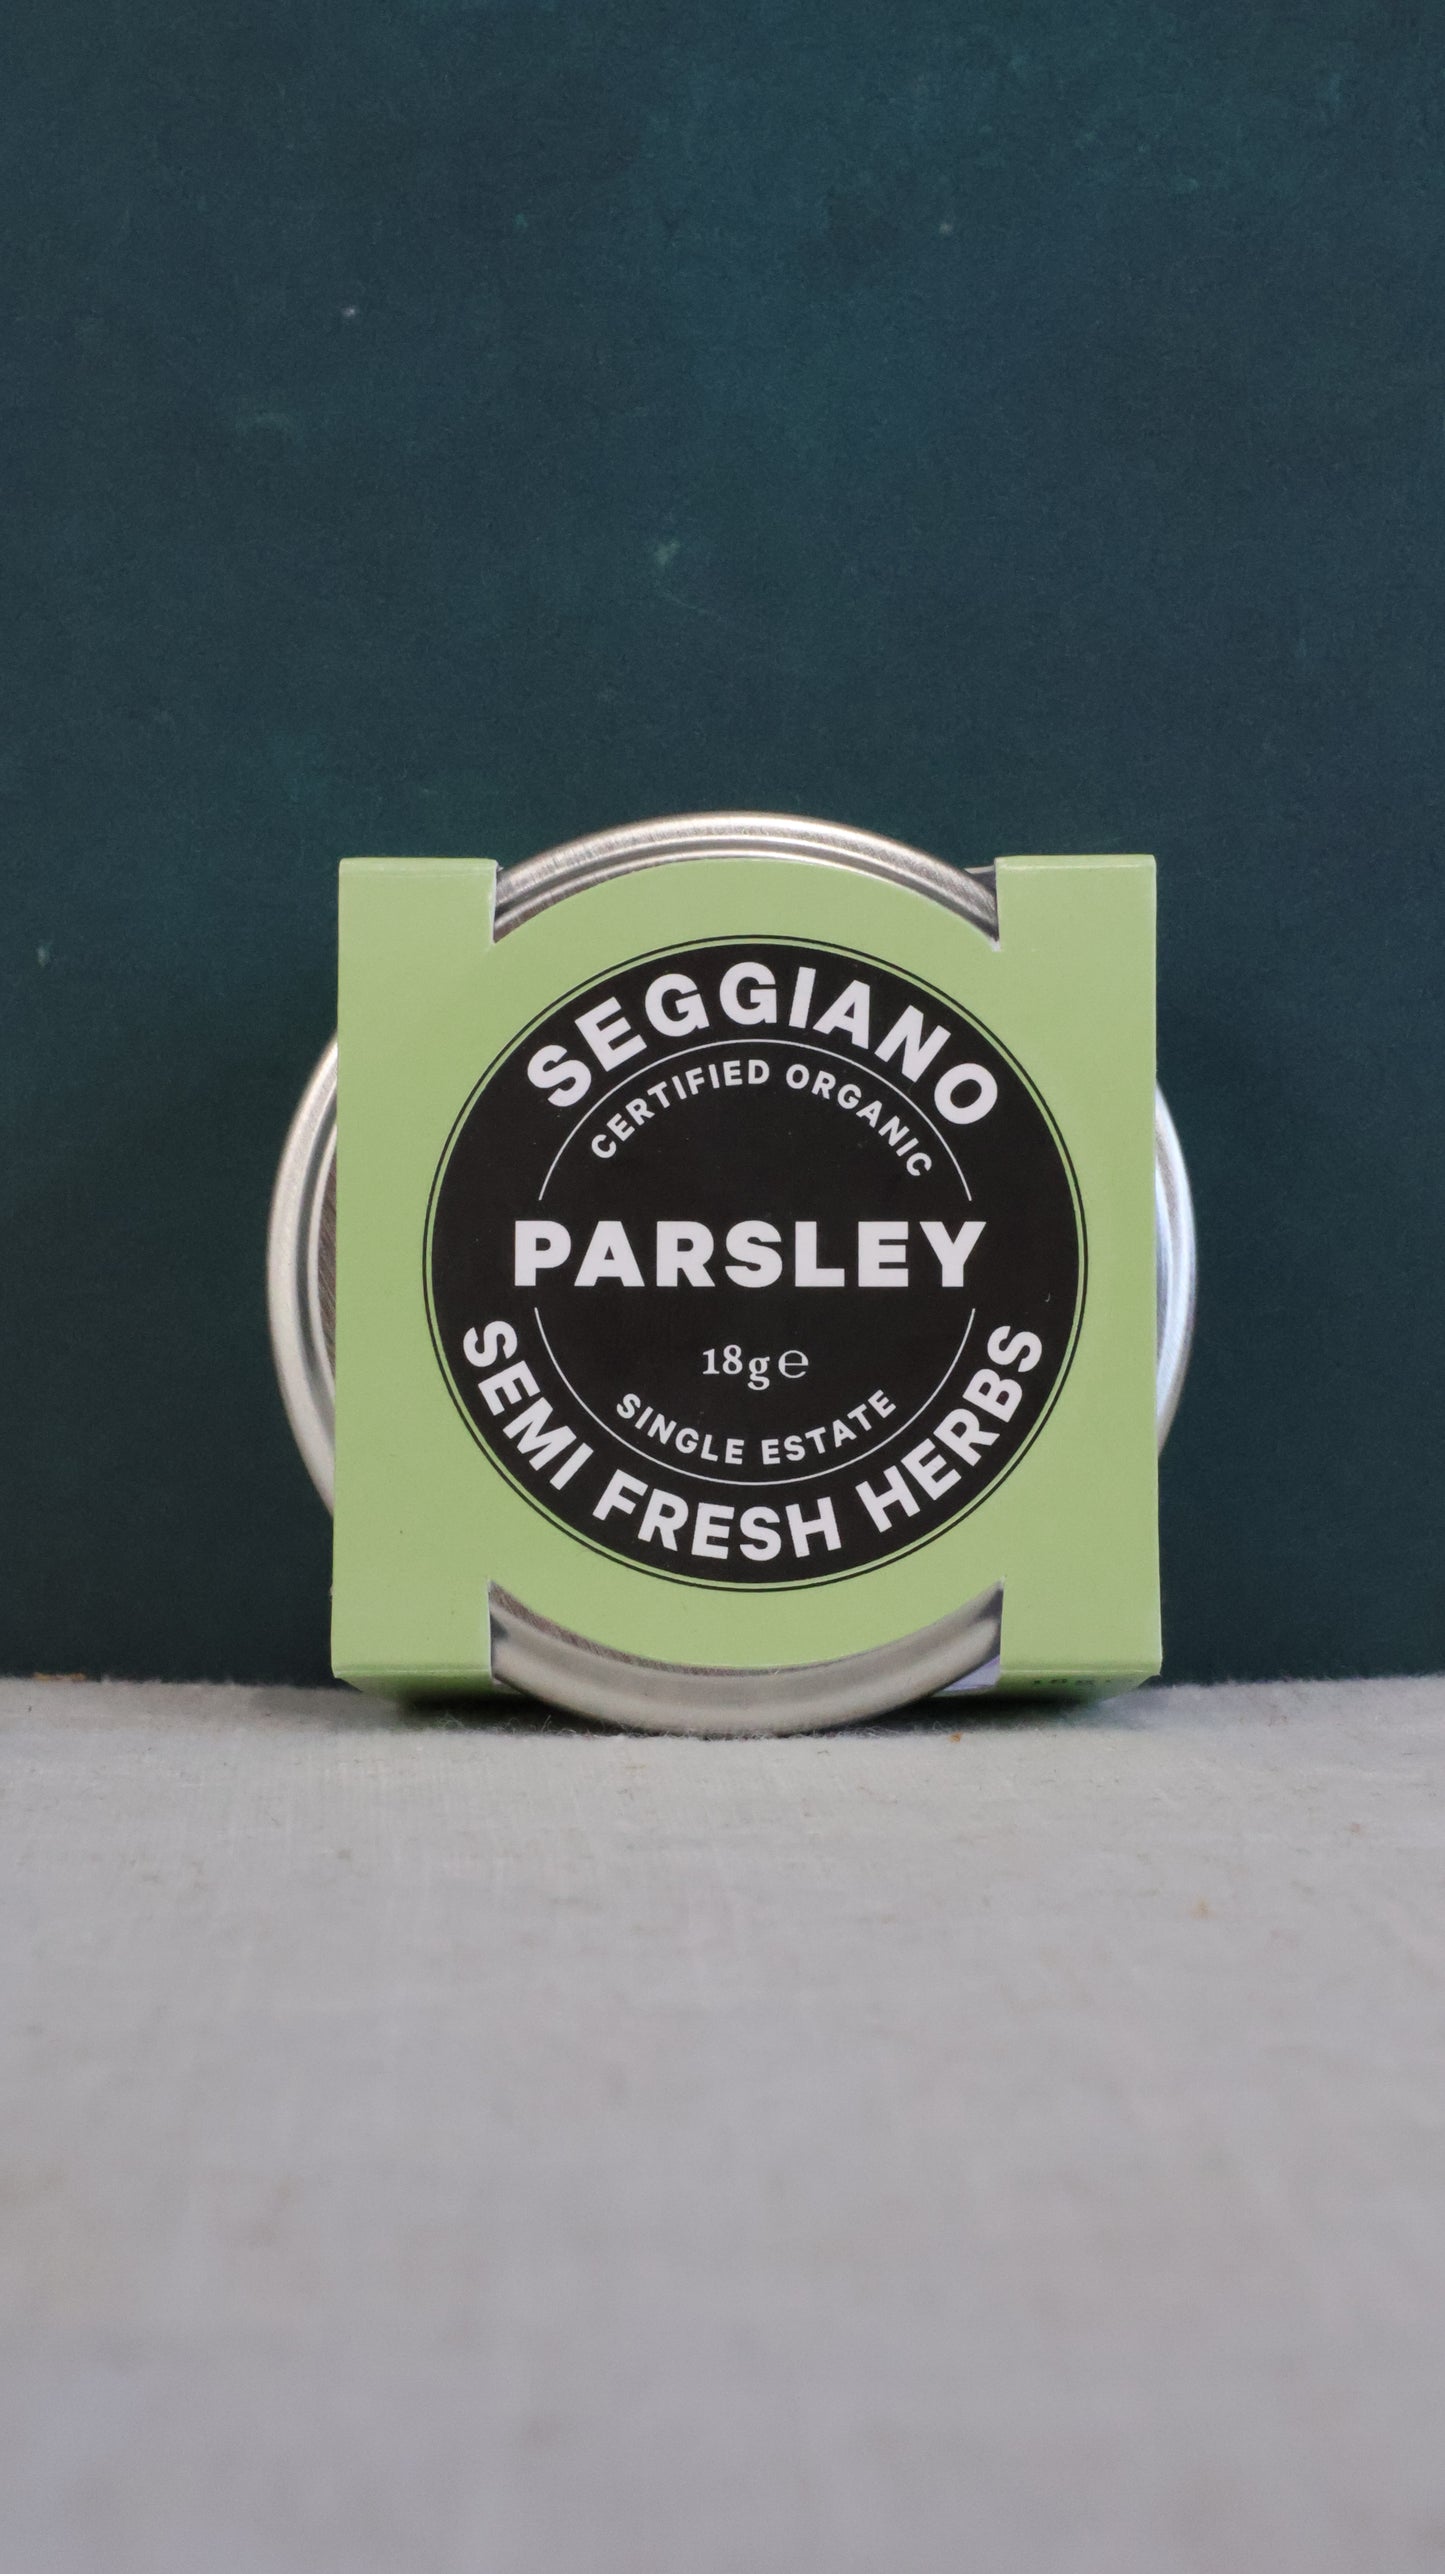 SEGGIANO
CERTIFIED ORGANIC
PARSLEY
18g℮
SINGLE ESTATE
SEMI FRESH HERBS